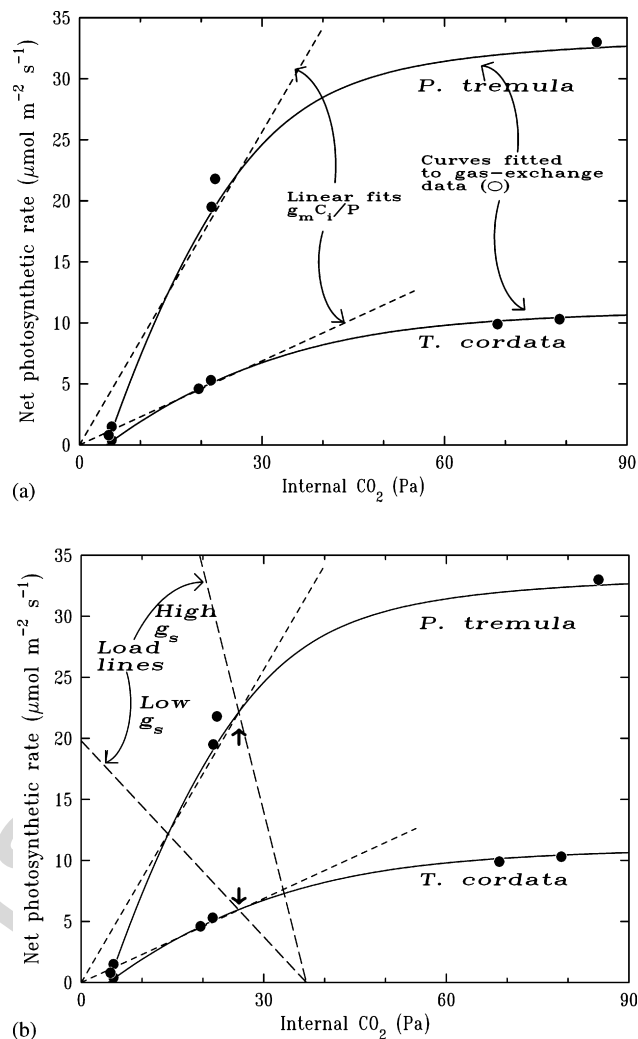 35
30
25
20
15
10
5
0
Net photosynthetic rate (μmol m⁻² s⁻¹)
P. tremula
Linear fits
gₘCᵢ/P
Curves fitted
to gas-exchange
data (○)
T. cordata
0 30 60 90
Internal CO₂ (Pa)
(a)
35
30
25
20
15
10
5
0
Net photosynthetic rate (μmol m⁻² s⁻¹)
High
gₛ
Load
lines
Low
gₛ
P. tremula
T. cordata
0 30 60 90
Internal CO₂ (Pa)
(b)